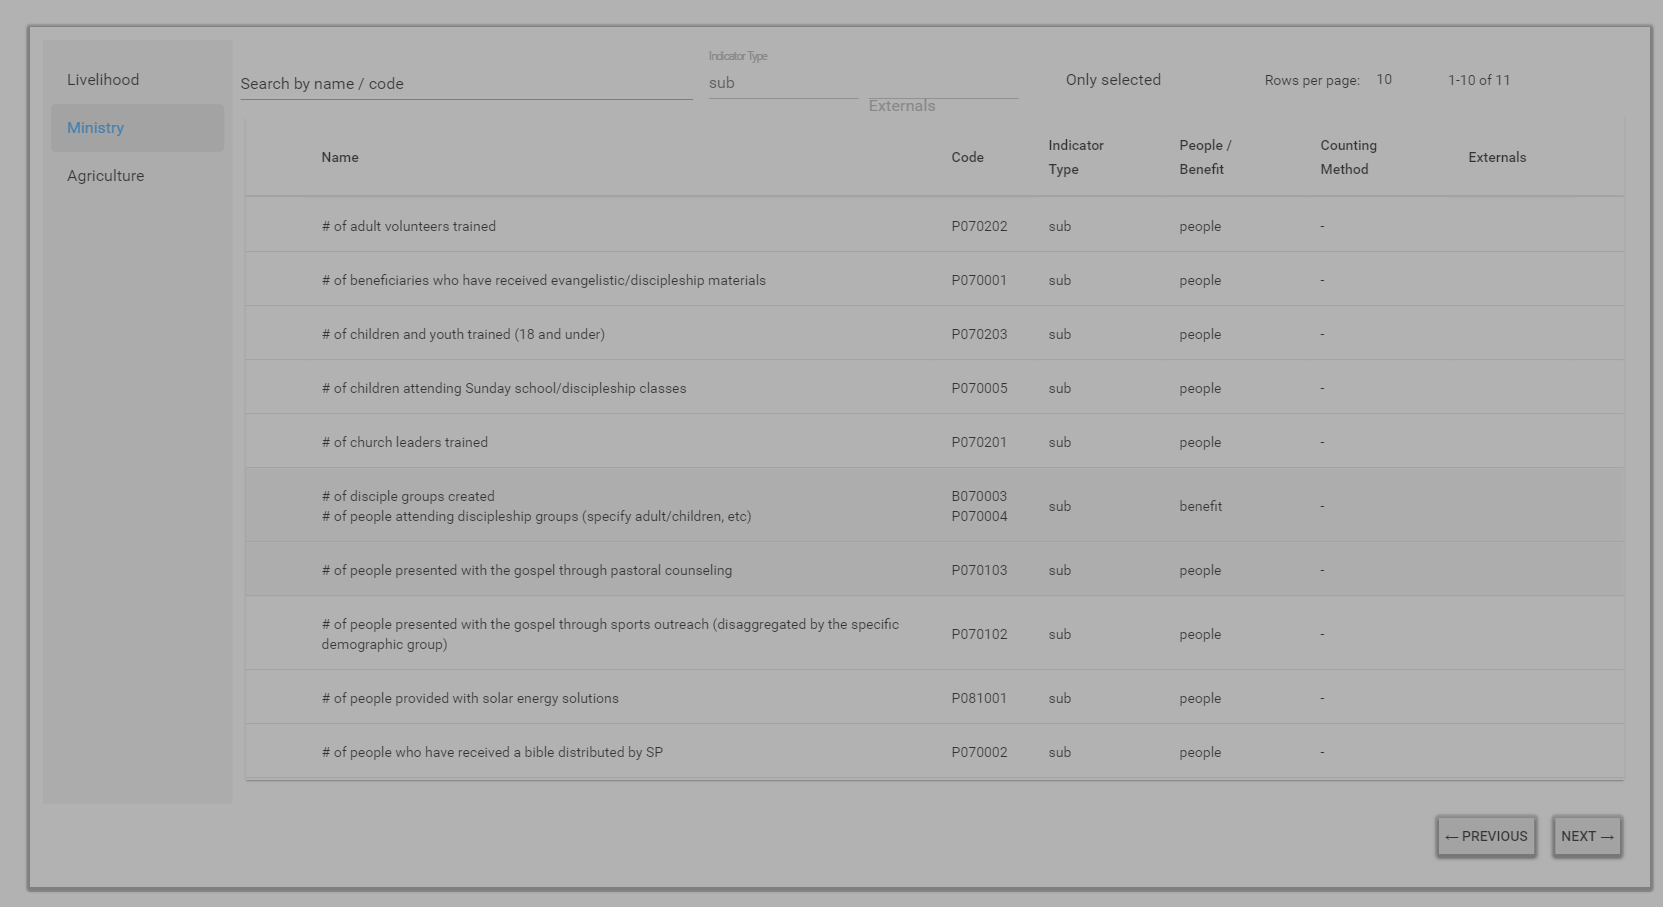 Livelihood
Ministry
Agriculture
Search by name / code
Indicator Type
sub
Externals
Only selected
Rows per page: 10
1-10 of 11
Name Code Indicator Type People / Benefit Counting Method Externals
# of adult volunteers trained P070202 sub people -
# of beneficiaries who have received evangelistic/discipleship materials P070001 sub people -
# of children and youth trained (18 and under) P070203 sub people -
# of children attending Sunday school/discipleship classes P070005 sub people -
# of church leaders trained P070201 sub people -
# of disciple groups created B070003
# of people attending discipleship groups (specify adult/children, etc) P070004 sub benefit -
# of people presented with the gospel through pastoral counseling P070103 sub people -
# of people presented with the gospel through sports outreach (disaggregated by the specific
demographic group) P070102 sub people -
# of people provided with solar energy solutions P081001 sub people -
# of people who have received a bible distributed by SP P070002 sub people -
← PREVIOUS NEXT →